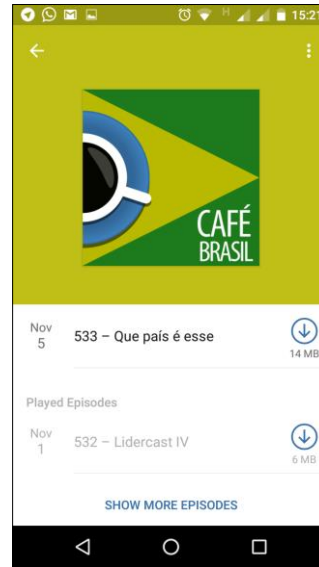 H 15:21
CAFÉ
BRASIL
Nov
5
533 – Que país é esse
14 MB
Played Episodes
Nov
1
532 – Lidercast IV
6 MB
SHOW MORE EPISODES